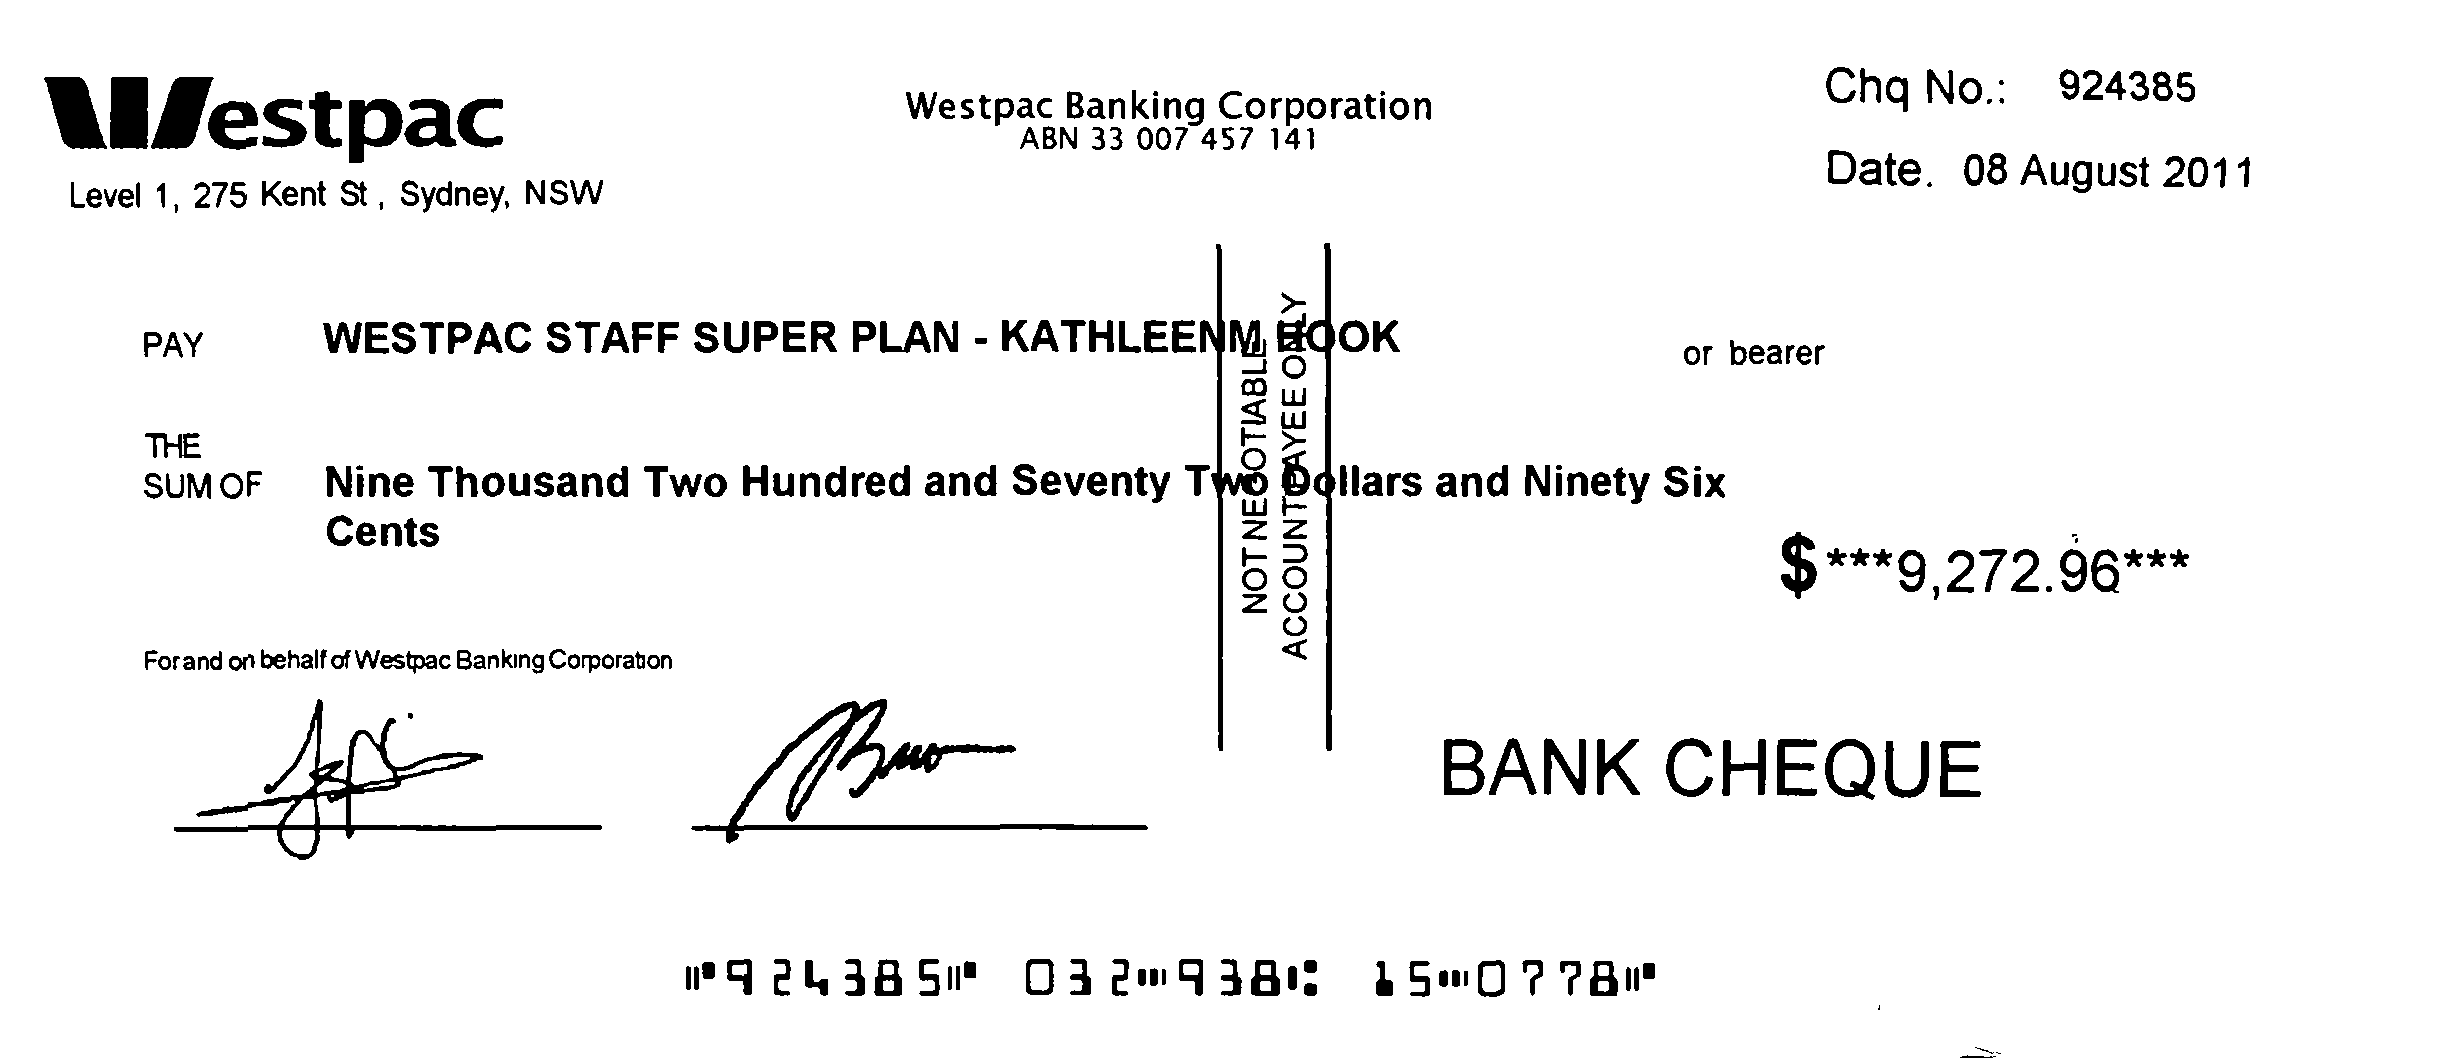 Westpac
Westpac Banking Corporation
ABN 33 007 457 141
Chq No.: 924385
Date. 08 August 2011
Level 1, 275 Kent St , Sydney, NSW
PAY WESTPAC STAFF SUPER PLAN - KATHLEENM HOOK or bearer
THE
SUM OF Nine Thousand Two Hundred and Seventy Two Dollars and Ninety Six
Cents
$***9,272.96***
NOT NEGOTIABLE
ACCOUNT PAYEE ONLY
For and on behalf of Westpac Banking Corporation
BANK CHEQUE
⑈924385⑈ 032⑉938⑆ 15⑉0778⑈